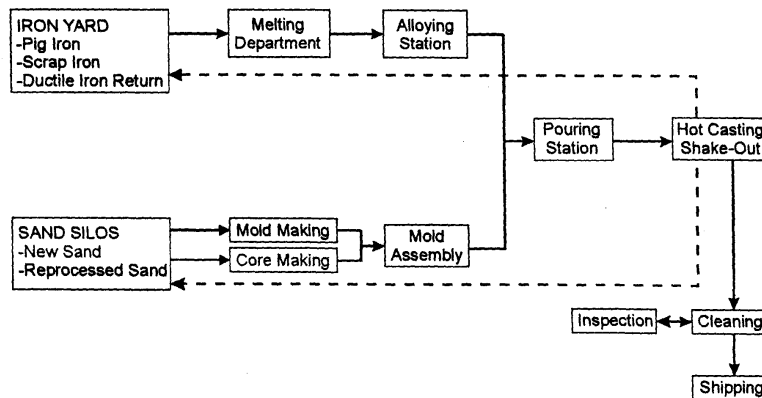 IRON YARD
-Pig Iron
-Scrap Iron
-Ductile Iron Return
Melting
Department
Alloying
Station
Pouring
Station
Hot Casting
Shake-Out
SAND SILOS
-New Sand
-Reprocessed Sand
Mold Making
Core Making
Mold
Assembly
Inspection
Cleaning
Shipping